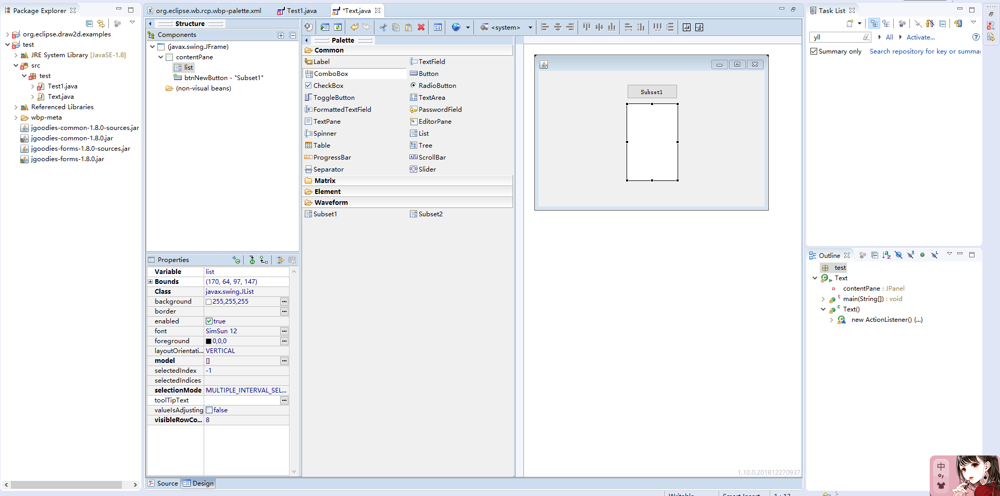 Package Explorer
org.eclipse.draw2d.examples
test
JRE System Library [JavaSE-1.8]
src
test
Test1.java
Text.java
Referenced Libraries
wbp-meta
jgoodies-common-1.8.0-sources.jar
jgoodies-common-1.8.0.jar
jgoodies-forms-1.8.0-sources.jar
jgoodies-forms-1.8.0.jar
org.eclipse.wb.rcp.wbp-palette.xml
Test1.java
*Text.java
Structure
Components
(javax.swing.JFrame)
contentPane
list
btnNewButton - "Subset1"
(non-visual beans)
Properties
Variable list
Bounds (170, 64, 97, 147)
Class javax.swing.JList
background 255,255,255
border
enabled true
font SimSun 12
foreground 0,0,0
layoutOrientati... VERTICAL
model []
selectedIndex -1
selectedIndices
selectionMode MULTIPLE_INTERVAL_SEL...
toolTipText
valueIsAdjusting false
visibleRowCo... 8
Source
Design
<system>
Palette
Common
Label TextField
ComboBox Button
CheckBox RadioButton
ToggleButton TextArea
FormattedTextField PasswordField
TextPane EditorPane
Spinner List
Table Tree
ProgressBar ScrollBar
Separator Slider
Matrix
Element
Waveform
Subset1 Subset2
Subset1
1.10.0.201812270937
Task List
yll
All
Activate...
Summary only
Search repository for key or summa
Outline
test
Text
contentPane : JPanel
main(String[]) : void
Text()
new ActionListener() {...}
Writable
Smart Insert
1 : 13
中